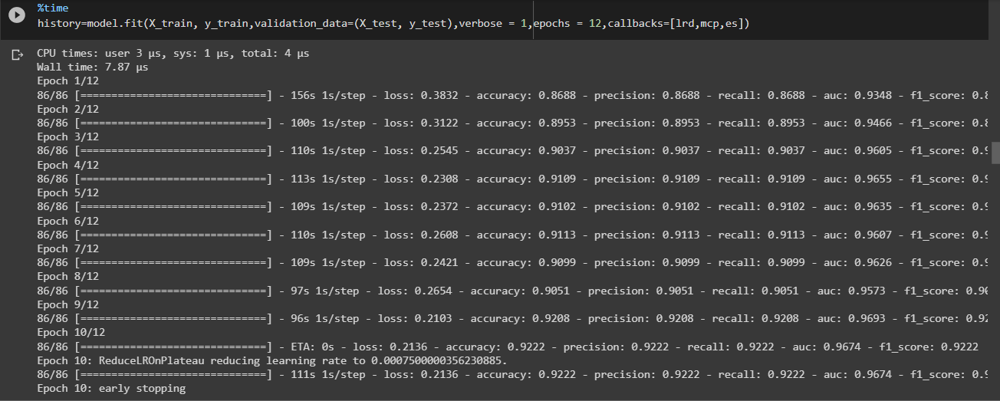 %time
history=model.fit(X_train, y_train,validation_data=(X_test, y_test),verbose = 1,epochs = 12,callbacks=[lrd,mcp,es])
CPU times: user 3 µs, sys: 1 µs, total: 4 µs
Wall time: 7.87 µs
Epoch 1/12
86/86 [==============================] - 156s 1s/step - loss: 0.3832 - accuracy: 0.8688 - precision: 0.8688 - recall: 0.8688 - auc: 0.9348 - f1_score: 0.8
Epoch 2/12
86/86 [==============================] - 100s 1s/step - loss: 0.3122 - accuracy: 0.8953 - precision: 0.8953 - recall: 0.8953 - auc: 0.9466 - f1_score: 0.8
Epoch 3/12
86/86 [==============================] - 110s 1s/step - loss: 0.2545 - accuracy: 0.9037 - precision: 0.9037 - recall: 0.9037 - auc: 0.9605 - f1_score: 0.9
Epoch 4/12
86/86 [==============================] - 113s 1s/step - loss: 0.2308 - accuracy: 0.9109 - precision: 0.9109 - recall: 0.9109 - auc: 0.9655 - f1_score: 0.9
Epoch 5/12
86/86 [==============================] - 109s 1s/step - loss: 0.2372 - accuracy: 0.9102 - precision: 0.9102 - recall: 0.9102 - auc: 0.9635 - f1_score: 0.9
Epoch 6/12
86/86 [==============================] - 110s 1s/step - loss: 0.2608 - accuracy: 0.9113 - precision: 0.9113 - recall: 0.9113 - auc: 0.9607 - f1_score: 0.9
Epoch 7/12
86/86 [==============================] - 109s 1s/step - loss: 0.2421 - accuracy: 0.9099 - precision: 0.9099 - recall: 0.9099 - auc: 0.9626 - f1_score: 0.9
Epoch 8/12
86/86 [==============================] - 97s 1s/step - loss: 0.2654 - accuracy: 0.9051 - precision: 0.9051 - recall: 0.9051 - auc: 0.9573 - f1_score: 0.90
Epoch 9/12
86/86 [==============================] - 96s 1s/step - loss: 0.2103 - accuracy: 0.9208 - precision: 0.9208 - recall: 0.9208 - auc: 0.9693 - f1_score: 0.92
Epoch 10/12
86/86 [==============================] - ETA: 0s - loss: 0.2136 - accuracy: 0.9222 - precision: 0.9222 - recall: 0.9222 - auc: 0.9674 - f1_score: 0.9222
Epoch 10: ReduceLROnPlateau reducing learning rate to 0.0007500000356230885.
86/86 [==============================] - 111s 1s/step - loss: 0.2136 - accuracy: 0.9222 - precision: 0.9222 - recall: 0.9222 - auc: 0.9674 - f1_score: 0.9
Epoch 10: early stopping